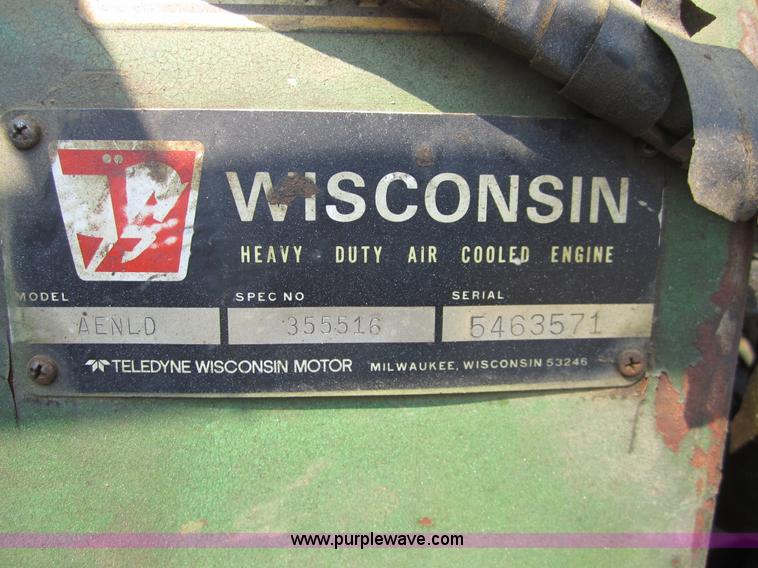 WISCONSIN
HEAVY DUTY AiR COOLED ENGINE
MODEL SPEC NO SERIAL
AENLD 355516 5463571
TELEDYNE WISCONSIN MOTOR MILWAUKEE, WISCONSIN 53246
www.purplewave.com